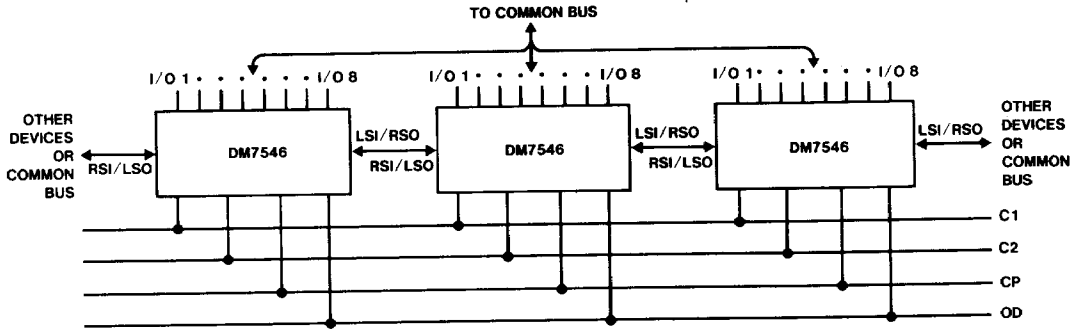 TO COMMON BUS
I/O 1 · · · · · · I/O 8
I/O 1 · · · · · · I/O 8
I/O 1 · · · · · · I/O 8
OTHER
DEVICES
OR
COMMON
BUS
RSI/LSO
DM7546
LSI/RSO
RSI/LSO
DM7546
LSI/RSO
RSI/LSO
DM7546
LSI/RSO
OTHER
DEVICES
OR
COMMON
BUS
C1
C2
CP
OD